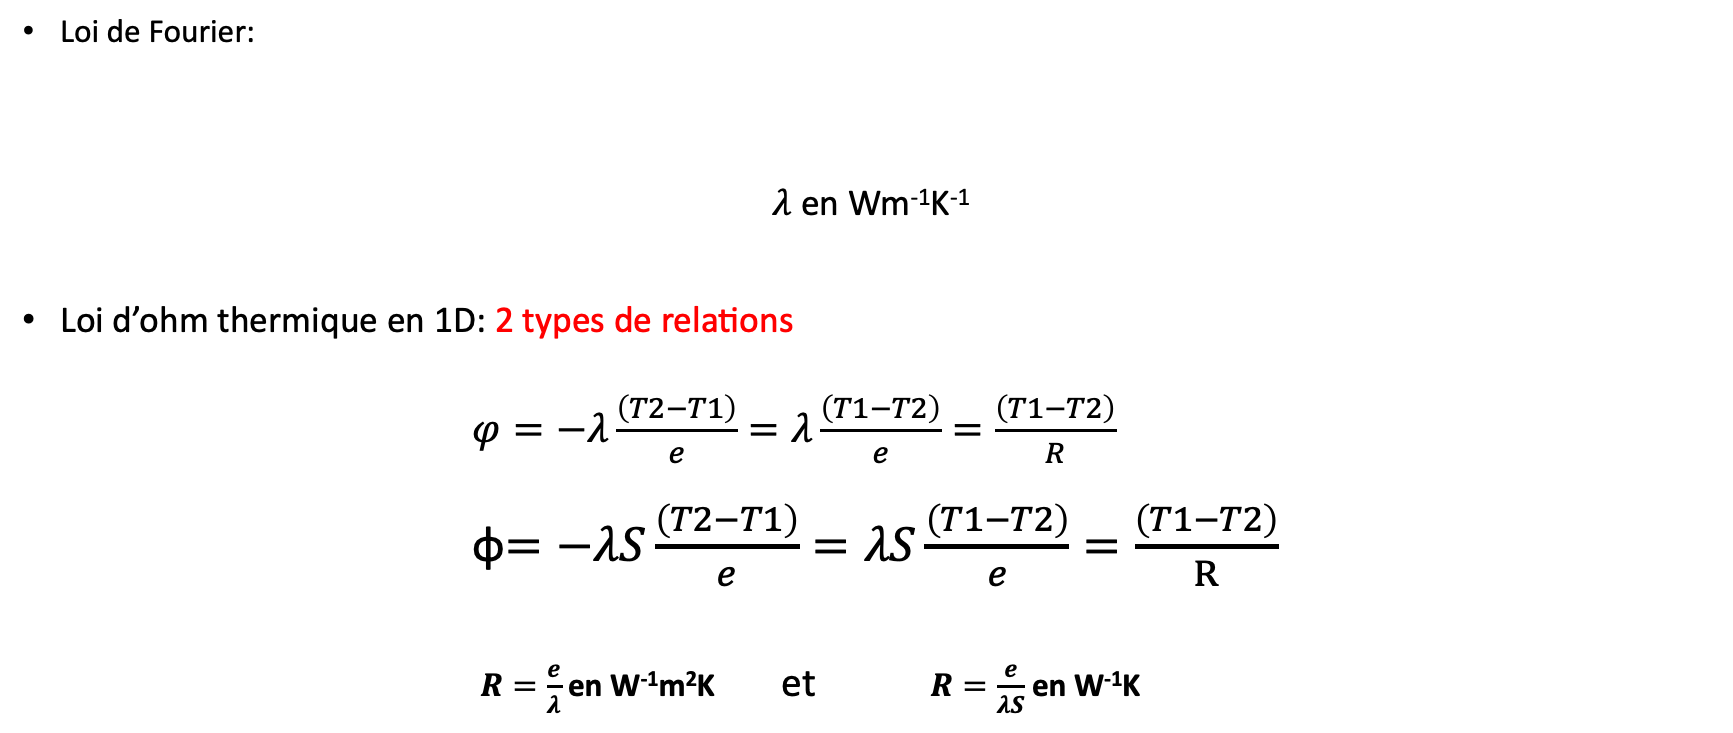 • Loi de Fourier:
λ en Wm⁻¹K⁻¹
• Loi d’ohm thermique en 1D: 2 types de relations
φ = −λ (T2−T1)/e = λ (T1−T2)/e = (T1−T2)/R
ϕ= −λS (T2−T1)/e = λS (T1−T2)/e = (T1−T2)/R
R = e/λ en W⁻¹m²K et R = e/λS en W⁻¹K